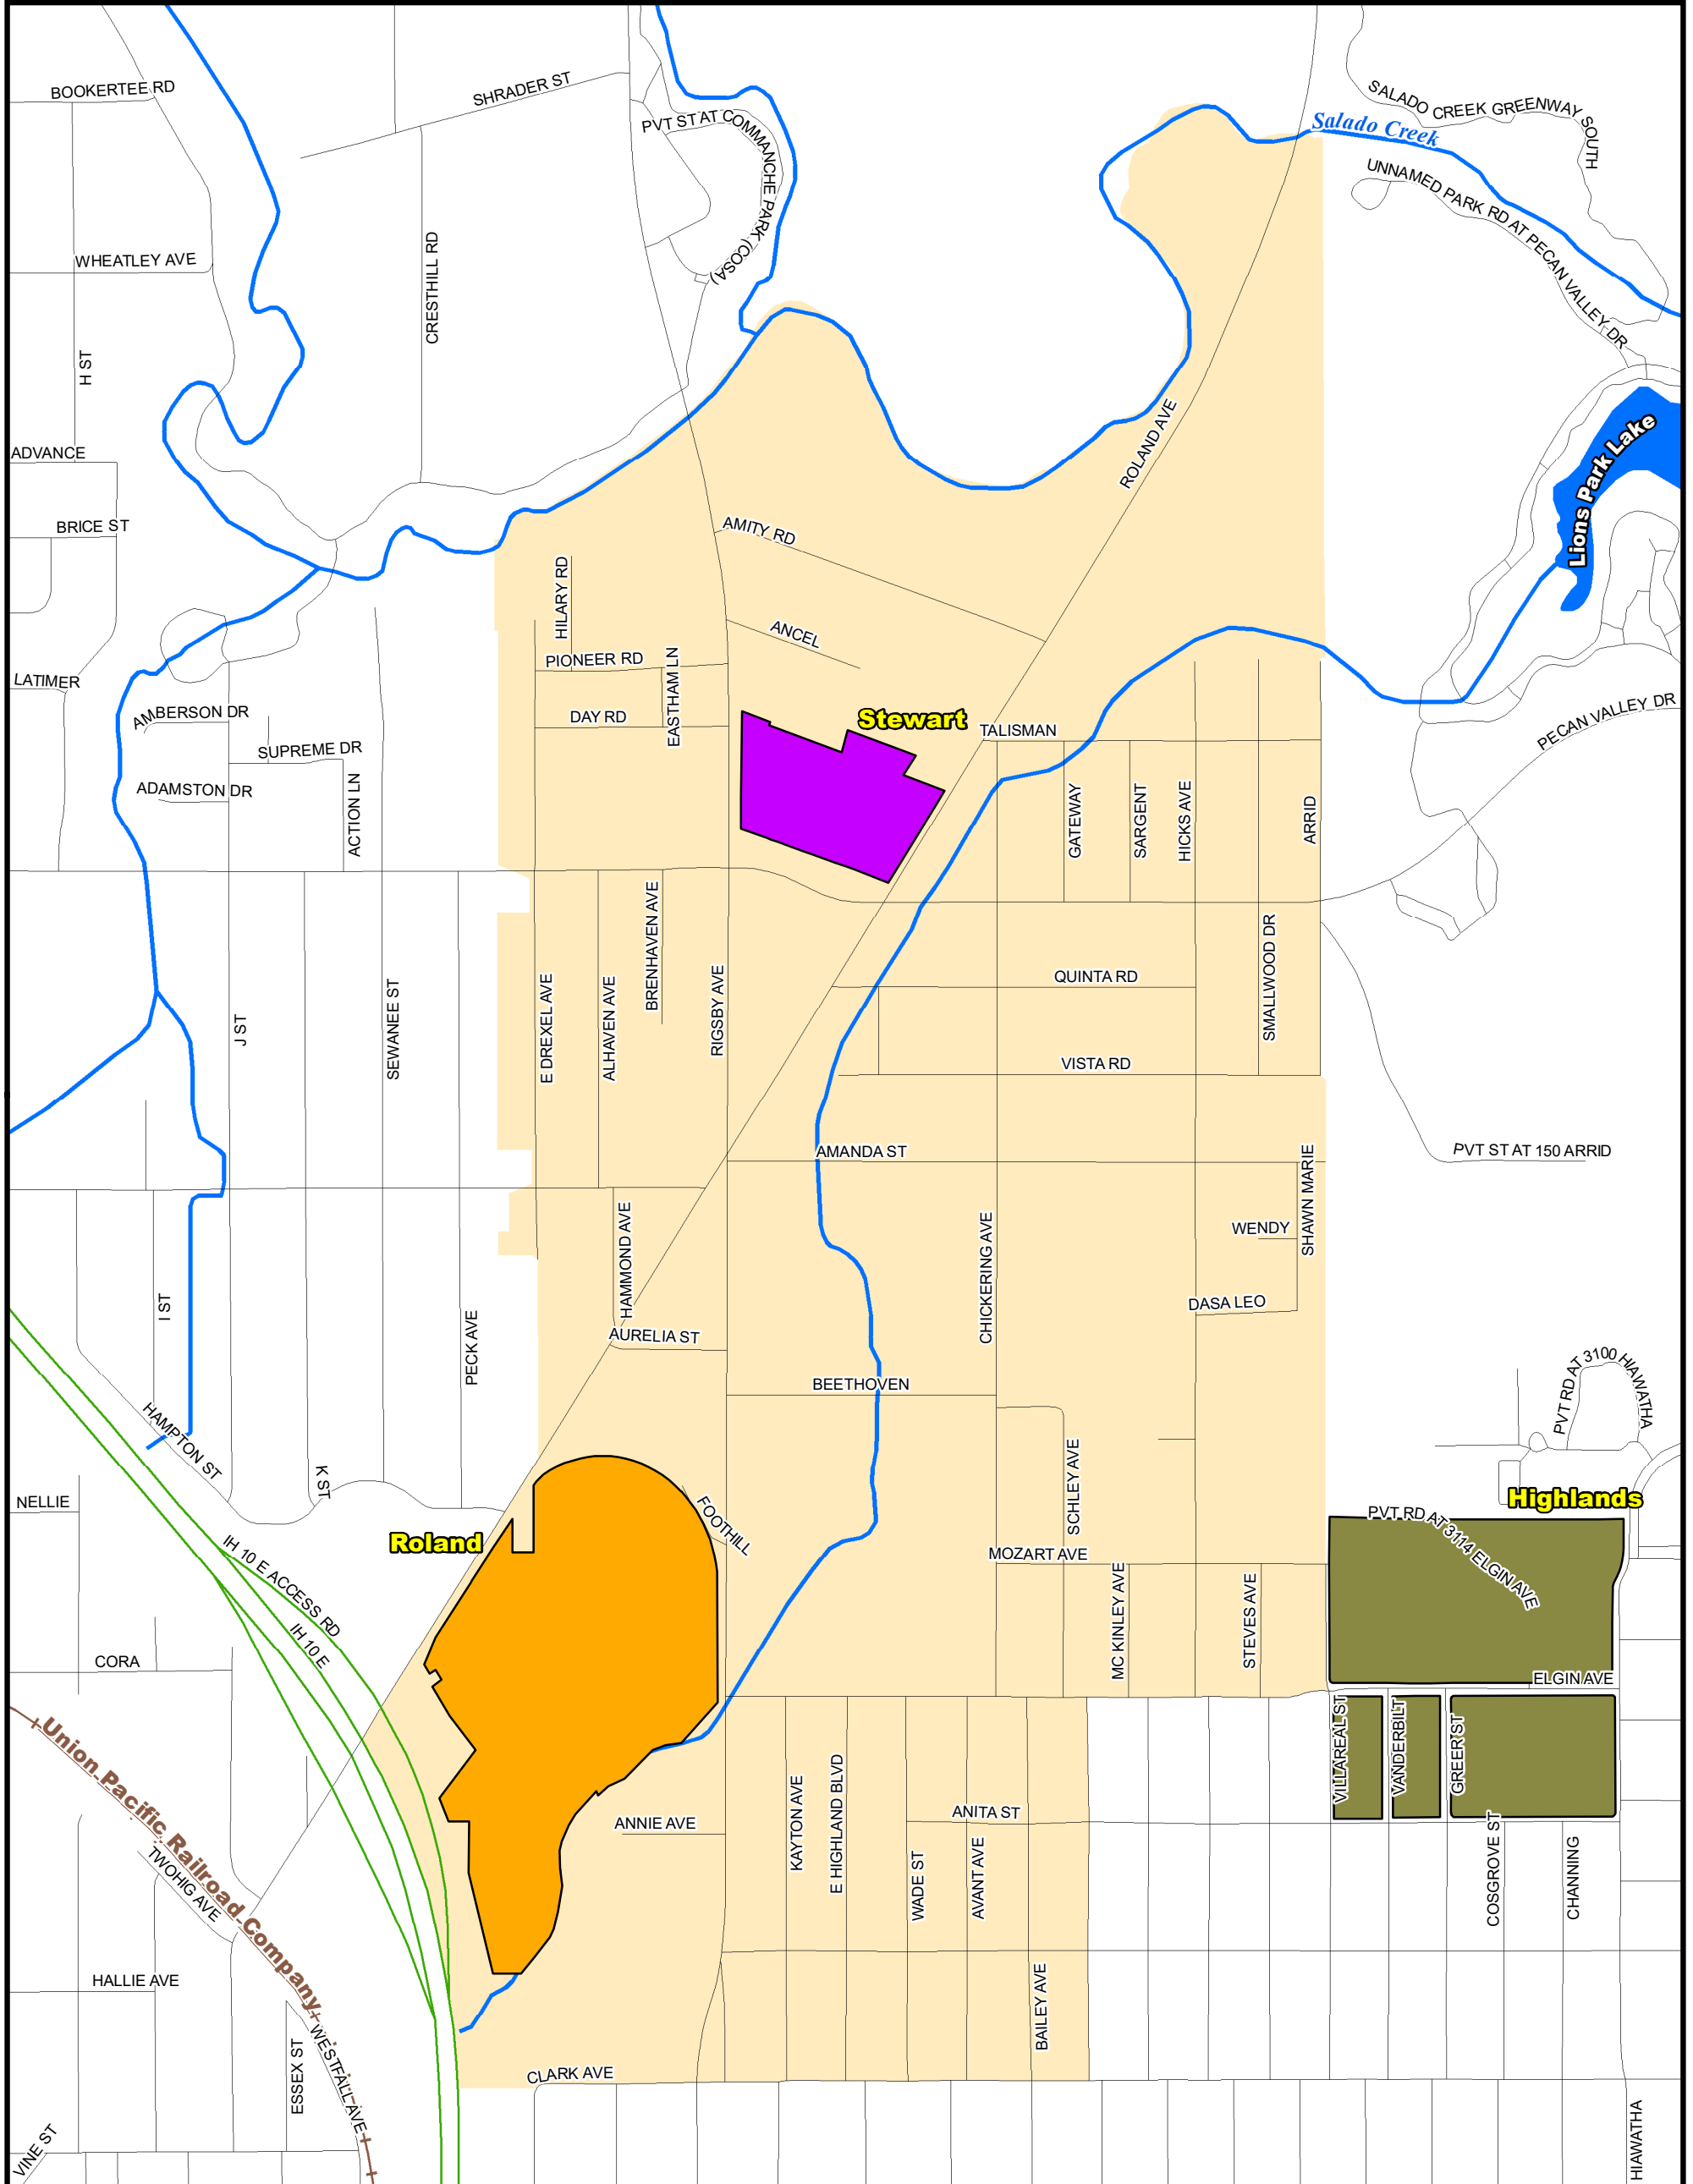 BOOKERTEE RD
SHRADER ST
PVT ST AT COMMANCHE PARK (COSA)
SALADO CREEK GREENWAY SOUTH
Salado Creek
UNNAMED PARK RD AT PECAN VALLEY DR
WHEATLEY AVE
CRESTHILL RD
H ST
ROLAND AVE
Lions Park Lake
ADVANCE
BRICE ST
AMITY RD
HILARY RD
ANCEL
PIONEER RD
EASTHAM LN
LATIMER
AMBERSON DR
DAY RD
Stewart
TALISMAN
PECAN VALLEY DR
SUPREME DR
ADAMSTON DR
ACTION LN
GATEWAY
SARGENT
HICKS AVE
ARRID
BRENHAVEN AVE
SMALLWOOD DR
QUINTA RD
E DREXEL AVE
ALHAVEN AVE
RIGSBY AVE
J ST
SEWANEE ST
VISTA RD
AMANDA ST
PVT ST AT 150 ARRID
SHAWN MARIE
WENDY
HAMMOND AVE
CHICKERING AVE
I ST
DASA LEO
PECK AVE
AURELIA ST
BEETHOVEN
PVT RD AT 3100 HIAWATHA
HAMPTON ST
K ST
SCHLEY AVE
NELLIE
Highlands
FOOTHILL
PVT RD AT 3114 ELGIN AVE
Roland
IH 10 E ACCESS RD
MOZART AVE
IH 10 E
MC KINLEY AVE
STEVES AVE
CORA
ELGIN AVE
VILLAREAL ST
VANDERBILT
GREER ST
Union Pacific Railroad Company
KAYTON AVE
E HIGHLAND BLVD
ANITA ST
ANNIE AVE
TWOHIG AVE
WADE ST
AVANT AVE
COSGROVE ST
CHANNING
HALLIE AVE
BAILEY AVE
ESSEX ST
WESTFALL AVE
CLARK AVE
VINE ST
HIAWATHA